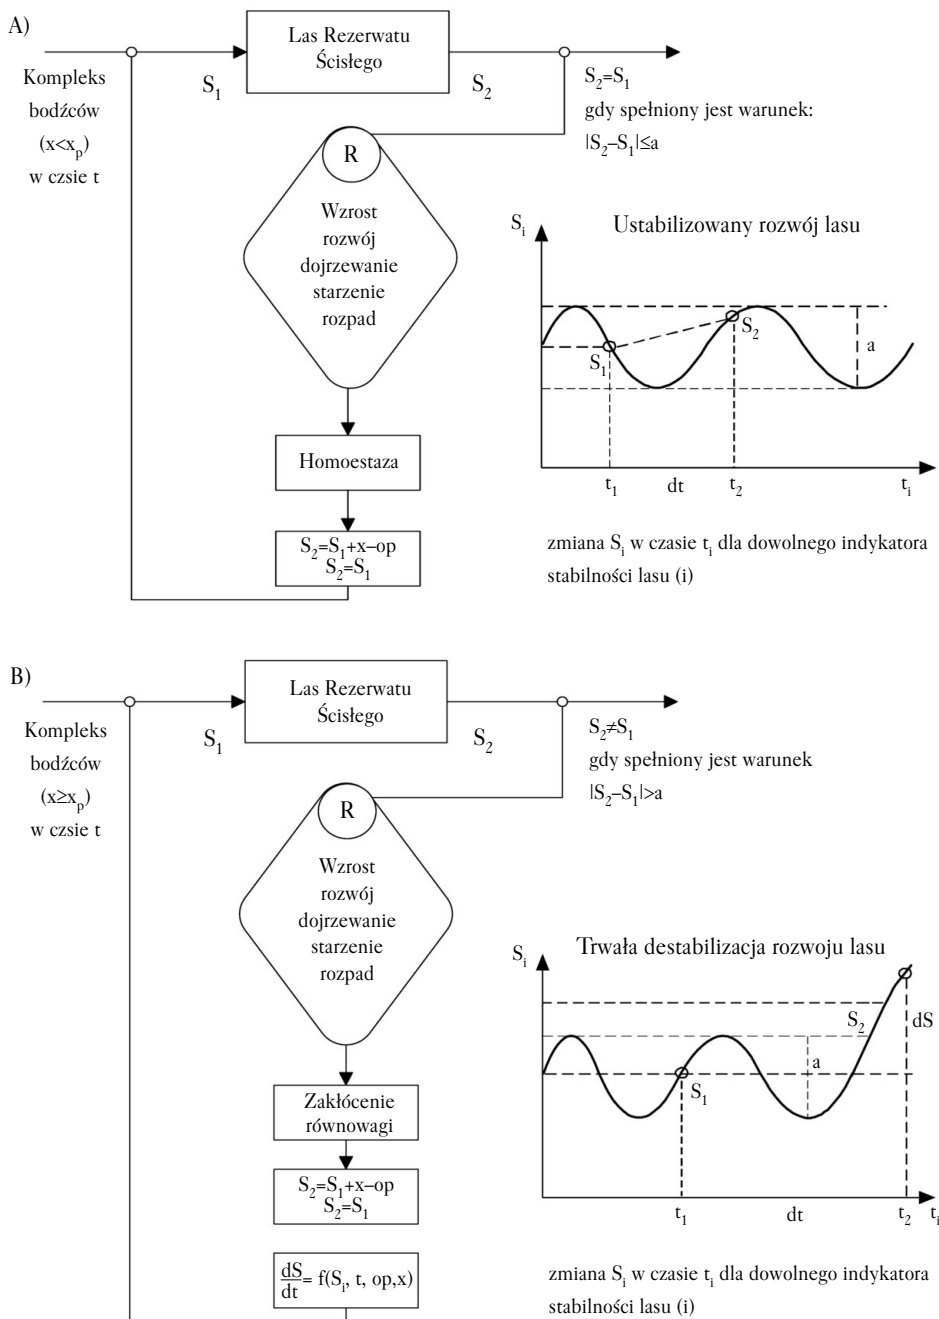 A)
Las Rezerwatu
Ścisłego
Kompleks
bodźców
(x<x_p)
w czsie t
S₁
S₂
S₂=S₁
gdy spełniony jest warunek:
|S₂–S₁|≤a
R
Wzrost
rozwój
dojrzewanie
starzenie
rozpad
Homoestaza
S₂=S₁+x–op
S₂=S₁
Ustabilizowany rozwój lasu
Sᵢ
S₁
S₂
a
t₁
dt
t₂
tᵢ
zmiana Sᵢ w czasie tᵢ dla dowolnego indykatora
stabilności lasu (i)
B)
Las Rezerwatu
Ścisłego
Kompleks
bodźców
(x≥x_p)
w czsie t
S₁
S₂
S₂≠S₁
gdy spełniony jest warunek
|S₂–S₁|>a
R
Wzrost
rozwój
dojrzewanie
starzenie
rozpad
Zakłócenie
równowagi
S₂=S₁+x–op
S₂=S₁
dS
dt
= f(Sᵢ, t, op,x)
Trwała destabilizacja rozwoju lasu
Sᵢ
S₂
dS
a
S₁
t₁
dt
t₂
tᵢ
zmiana Sᵢ w czasie tᵢ dla dowolnego indykatora
stabilności lasu (i)